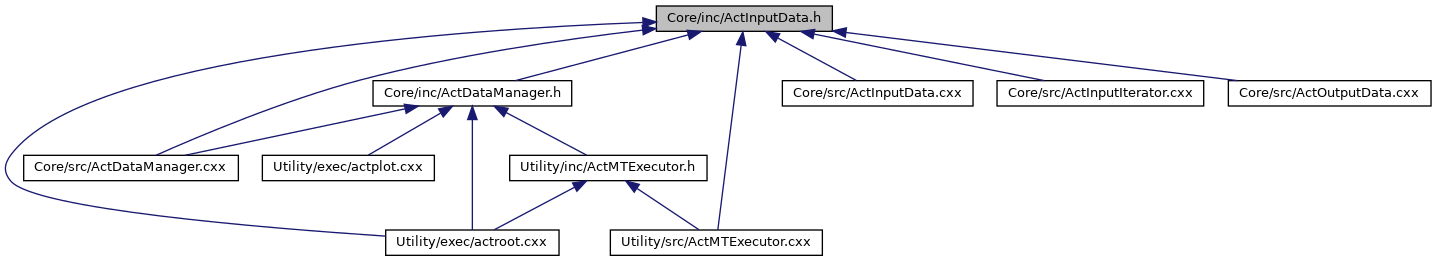 Core/inc/ActInputData.h
Core/inc/ActDataManager.h
Core/src/ActInputData.cxx
Core/src/ActInputIterator.cxx
Core/src/ActOutputData.cxx
Core/src/ActDataManager.cxx
Utility/exec/actplot.cxx
Utility/inc/ActMTExecutor.h
Utility/exec/actroot.cxx
Utility/src/ActMTExecutor.cxx